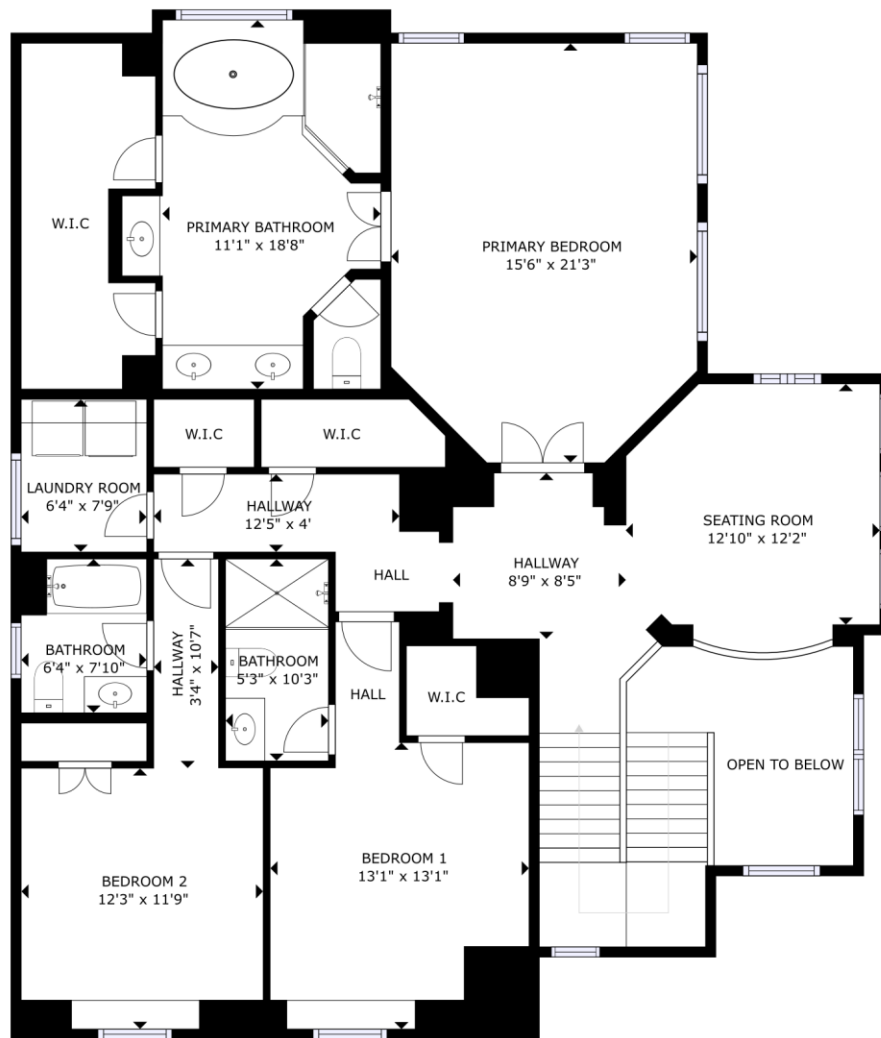 W.I.C
PRIMARY BATHROOM
11'1" x 18'8"
PRIMARY BEDROOM
15'6" x 21'3"
W.I.C
W.I.C
LAUNDRY ROOM
6'4" x 7'9"
HALLWAY
12'5" x 4'
HALL
HALLWAY
8'9" x 8'5"
SEATING ROOM
12'10" x 12'2"
BATHROOM
6'4" x 7'10"
HALLWAY
3'4" x 10'7"
BATHROOM
5'3" x 10'3"
HALL
W.I.C
OPEN TO BELOW
BEDROOM 2
12'3" x 11'9"
BEDROOM 1
13'1" x 13'1"